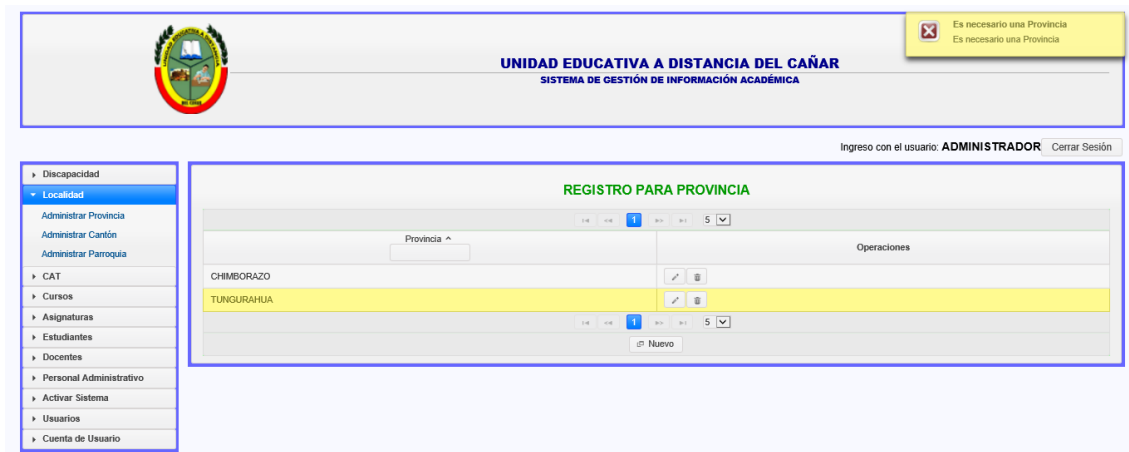 Es necesario una Provincia
Es necesario una Provincia
UNIDAD EDUCATIVA A DISTANCIA DEL CAÑAR
SISTEMA DE GESTIÓN DE INFORMACIÓN ACADÉMICA
Ingreso con el usuario: ADMINISTRADOR Cerrar Sesión
Discapacidad
Localidad
Administrar Provincia
Administrar Cantón
Administrar Parroquia
CAT
Cursos
Asignaturas
Estudiantes
Docentes
Personal Administrativo
Activar Sistema
Usuarios
Cuenta de Usuario
REGISTRO PARA PROVINCIA
1 5
Provincia Operaciones
CHIMBORAZO
TUNGURAHUA
1 5
Nuevo